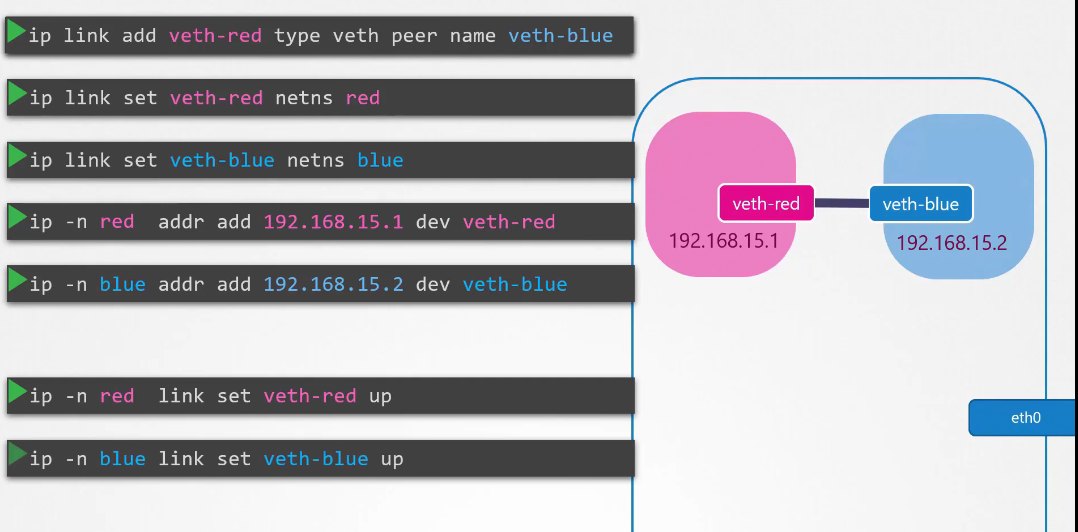 ip link add veth-red type veth peer name veth-blue
ip link set veth-red netns red
ip link set veth-blue netns blue
ip -n red  addr add 192.168.15.1 dev veth-red
ip -n blue addr add 192.168.15.2 dev veth-blue
ip -n red  link set veth-red up
ip -n blue link set veth-blue up
veth-red
veth-blue
192.168.15.1
192.168.15.2
eth0